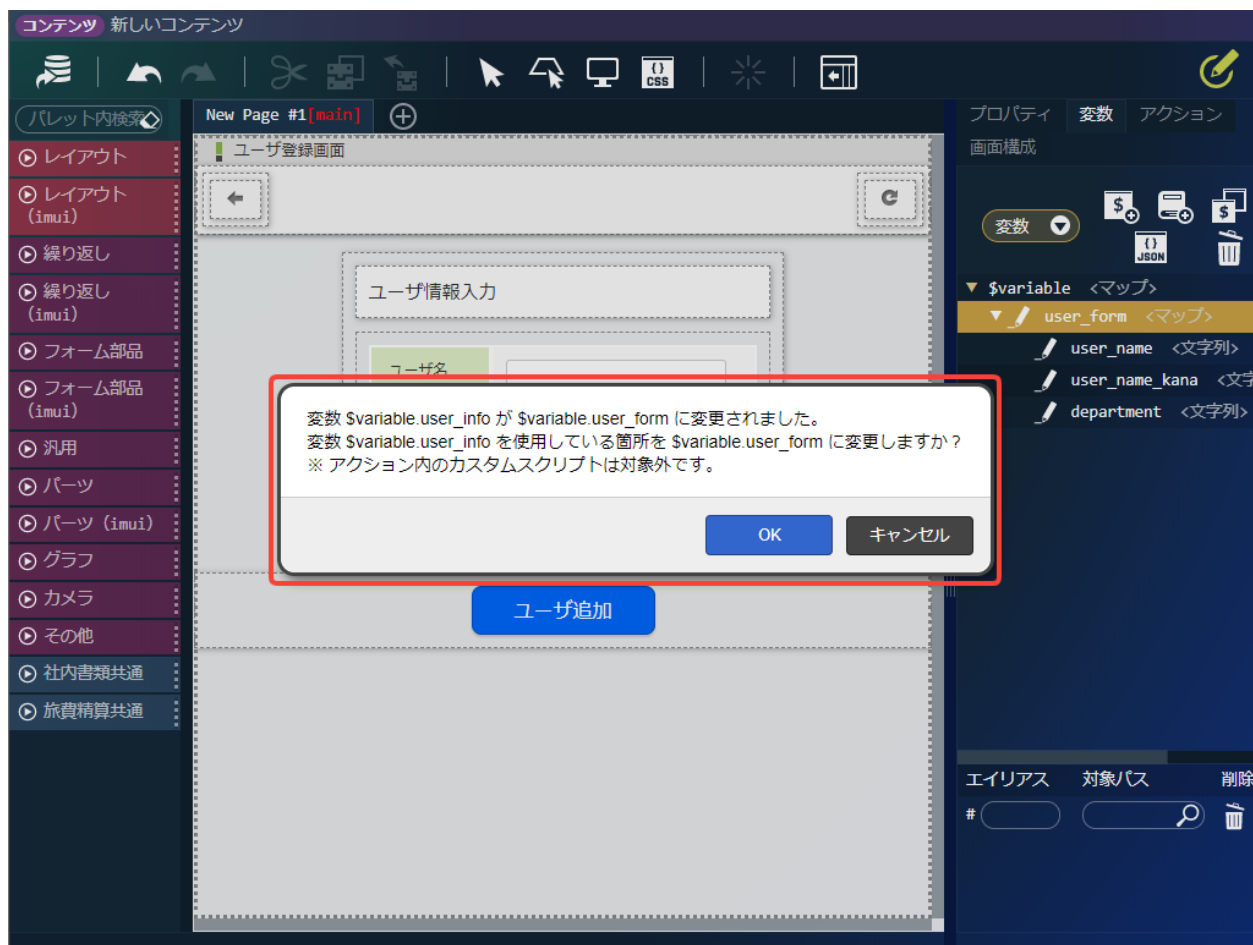 コンテンツ 新しいコンテンツ
{}
CSS
パレット内検索
New Page #1[main]
プロパティ 変数 アクション
画面構成
レイアウト
レイアウト
(imui)
繰り返し
繰り返し
(imui)
フォーム部品
フォーム部品
(imui)
汎用
パーツ
パーツ (imui)
グラフ
カメラ
その他
社内書類共通
旅費精算共通
ユーザ登録画面
ユーザ情報入力
ユーザ名
変数 $variable.user_info が $variable.user_form に変更されました。
変数 $variable.user_info を使用している箇所を $variable.user_form に変更しますか？
※ アクション内のカスタムスクリプトは対象外です。
OK キャンセル
ユーザ追加
変数
$ $
{}
JSON
$variable <マップ>
user_form <マップ>
user_name <文字列>
user_name_kana <文字
department <文字列>
エイリアス 対象パス 削除
#